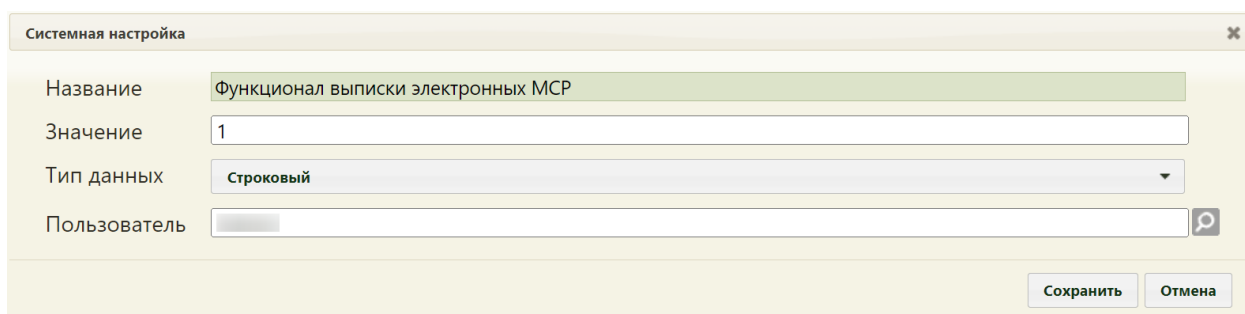 Системная настройка
Название Функционал выписки электронных МСР
Значение 1
Тип данных Строковый
Пользователь
Сохранить Отмена